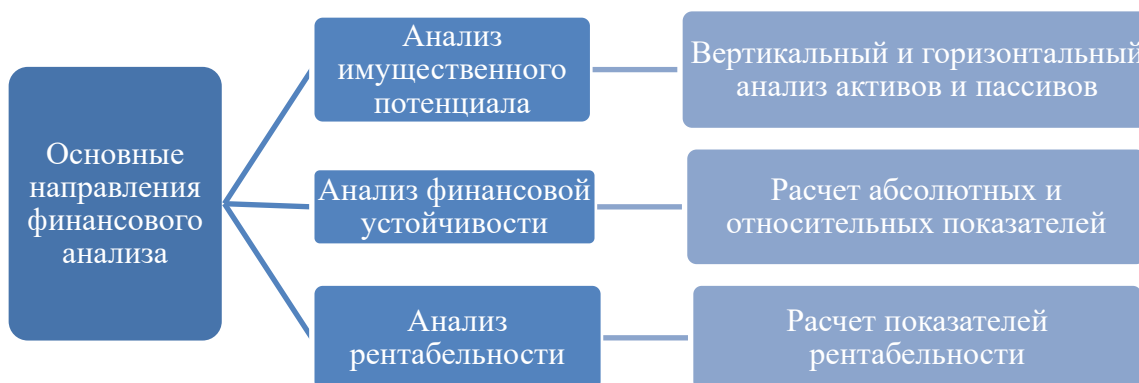 Основные
направления
финансового
анализа
Анализ
имущественного
потенциала
Вертикальный и горизонтальный
анализ активов и пассивов
Анализ финансовой
устойчивости
Расчет абсолютных и
относительных показателей
Анализ
рентабельности
Расчет показателей
рентабельности